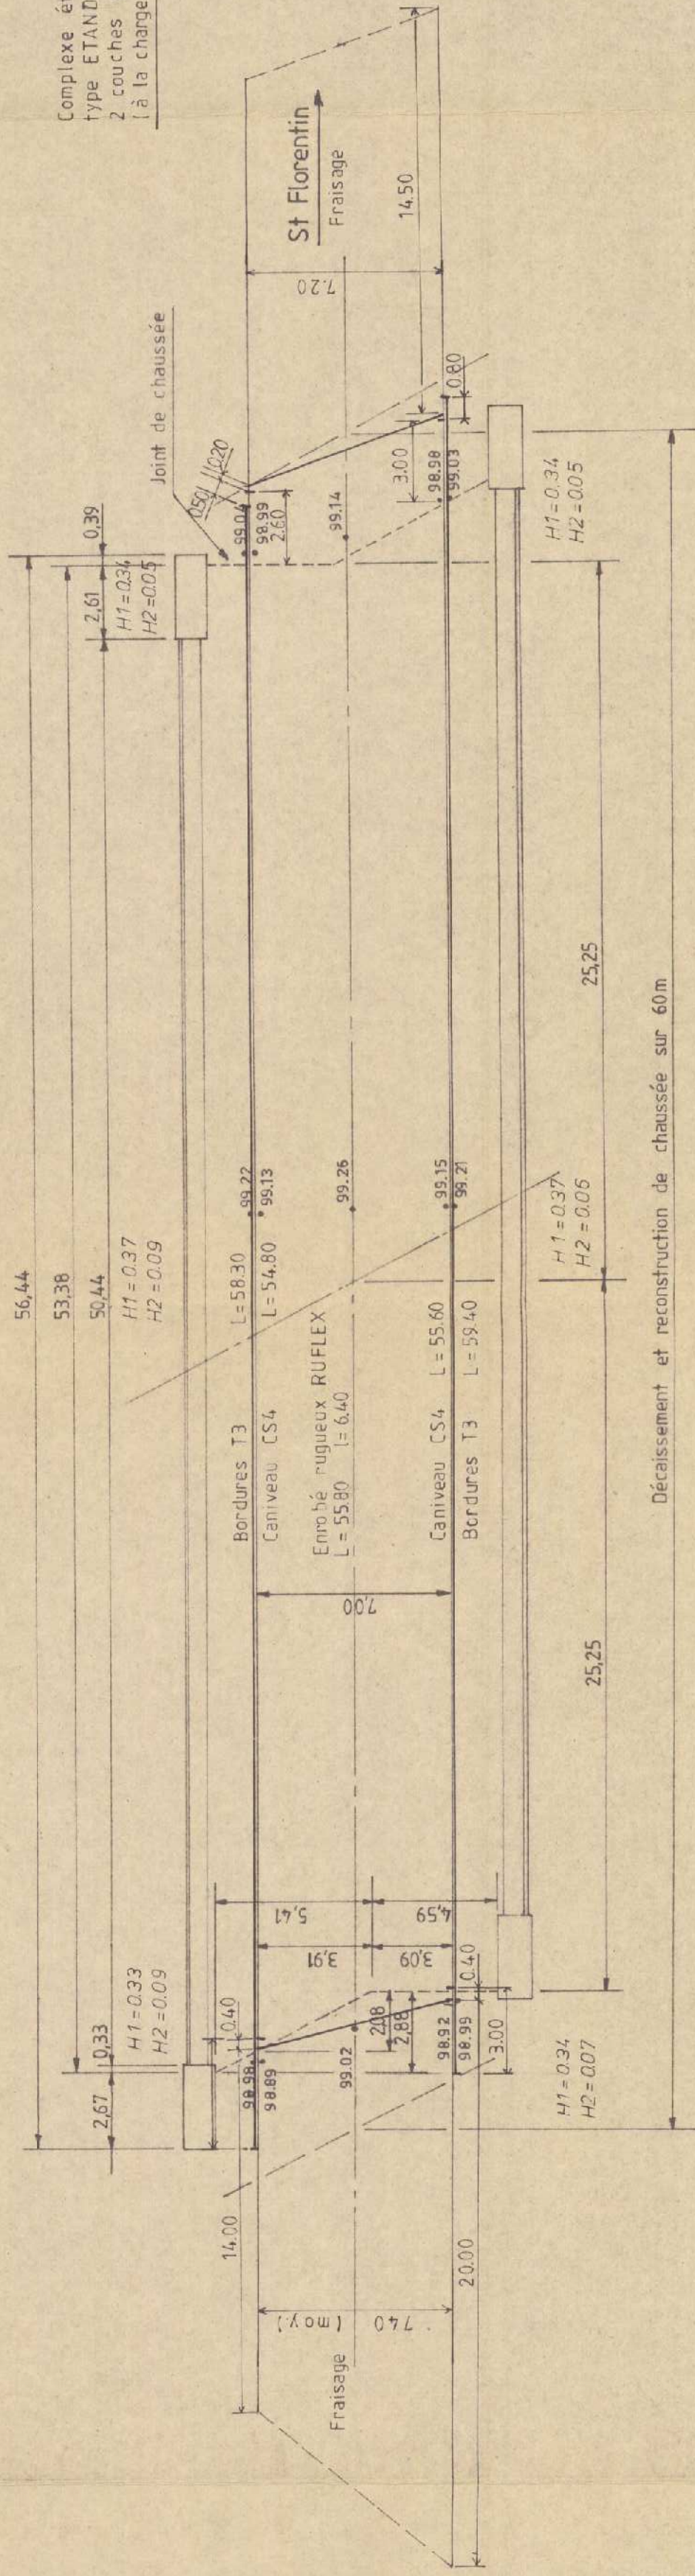 Complexe
type ETAND
2 couches
(à la charge
St Florentin
Fraisage
14.50
7.20
Joint de chaussée
0.50
0.20
0.80
3.00
98.98
99.03
99.04
98.99
2.60
99.14
0,39
2,61
H1=0.34
H2=0.05
H1=0.34
H2=0.05
25,25
56,44
53,38
50,44
H1=0.37
H2=0.09
99.22
99.13
99.26
99.15
99.21
H1=0.37
H2=0.06
Bordures T3 L=58.30
Caniveau CS4 L=54.80
Enrobé rugueux RUFLEX
L=55.80 l=6.40
Caniveau CS4 L=55.60
Bordures T3 L=59.40
7,00
25,25
Décaissement et reconstruction de chaussée sur 60m
5,41
4,59
3,91
3,09
0.40
0.40
2,08
2,88
3.00
H1=0.33
H2=0.09
0,33
2,67
98.98
98.89
99.02
98.92
98.99
H1=0.34
H2=0.07
14.00
20.00
740 (moy.)
Fraisage